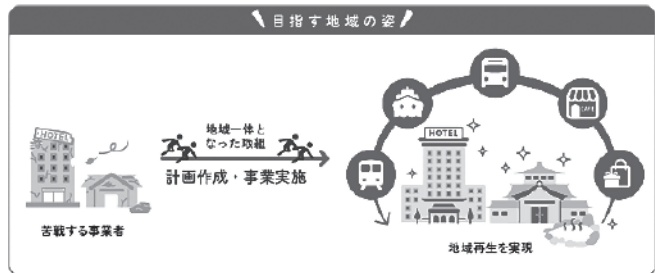 目指す地域の姿
HOTEL
苦戦する事業者
地域一体と
なった取組
計画作成・事業実施
HOTEL
CAFE
地域再生を実現